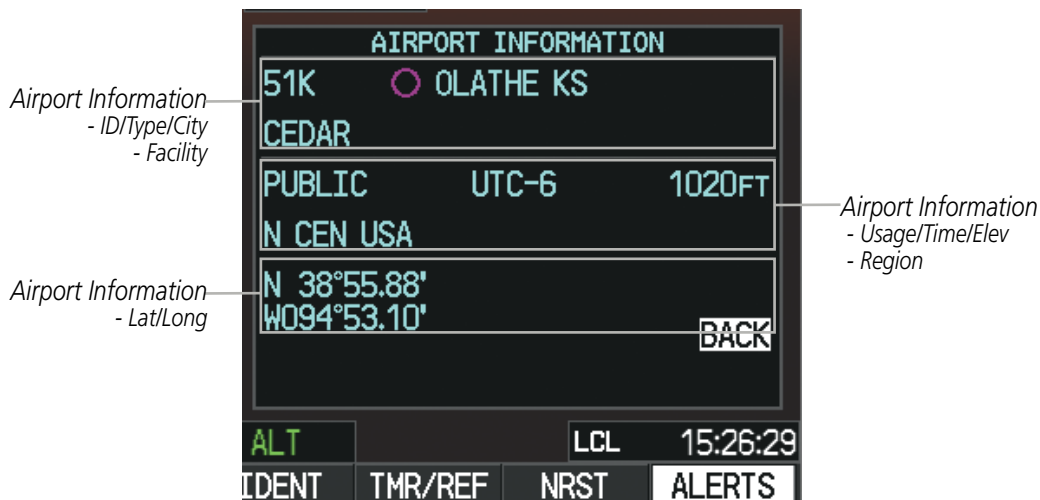 AIRPORT INFORMATION
51K OLATHE KS
CEDAR
Airport Information
- ID/Type/City
- Facility
PUBLIC UTC-6 1020FT
N CEN USA
Airport Information
- Usage/Time/Elev
- Region
N 38°55.88'
W094°53.10'
Airport Information
- Lat/Long
BACK
ALT LCL 15:26:29
IDENT TMR/REF NRST ALERTS